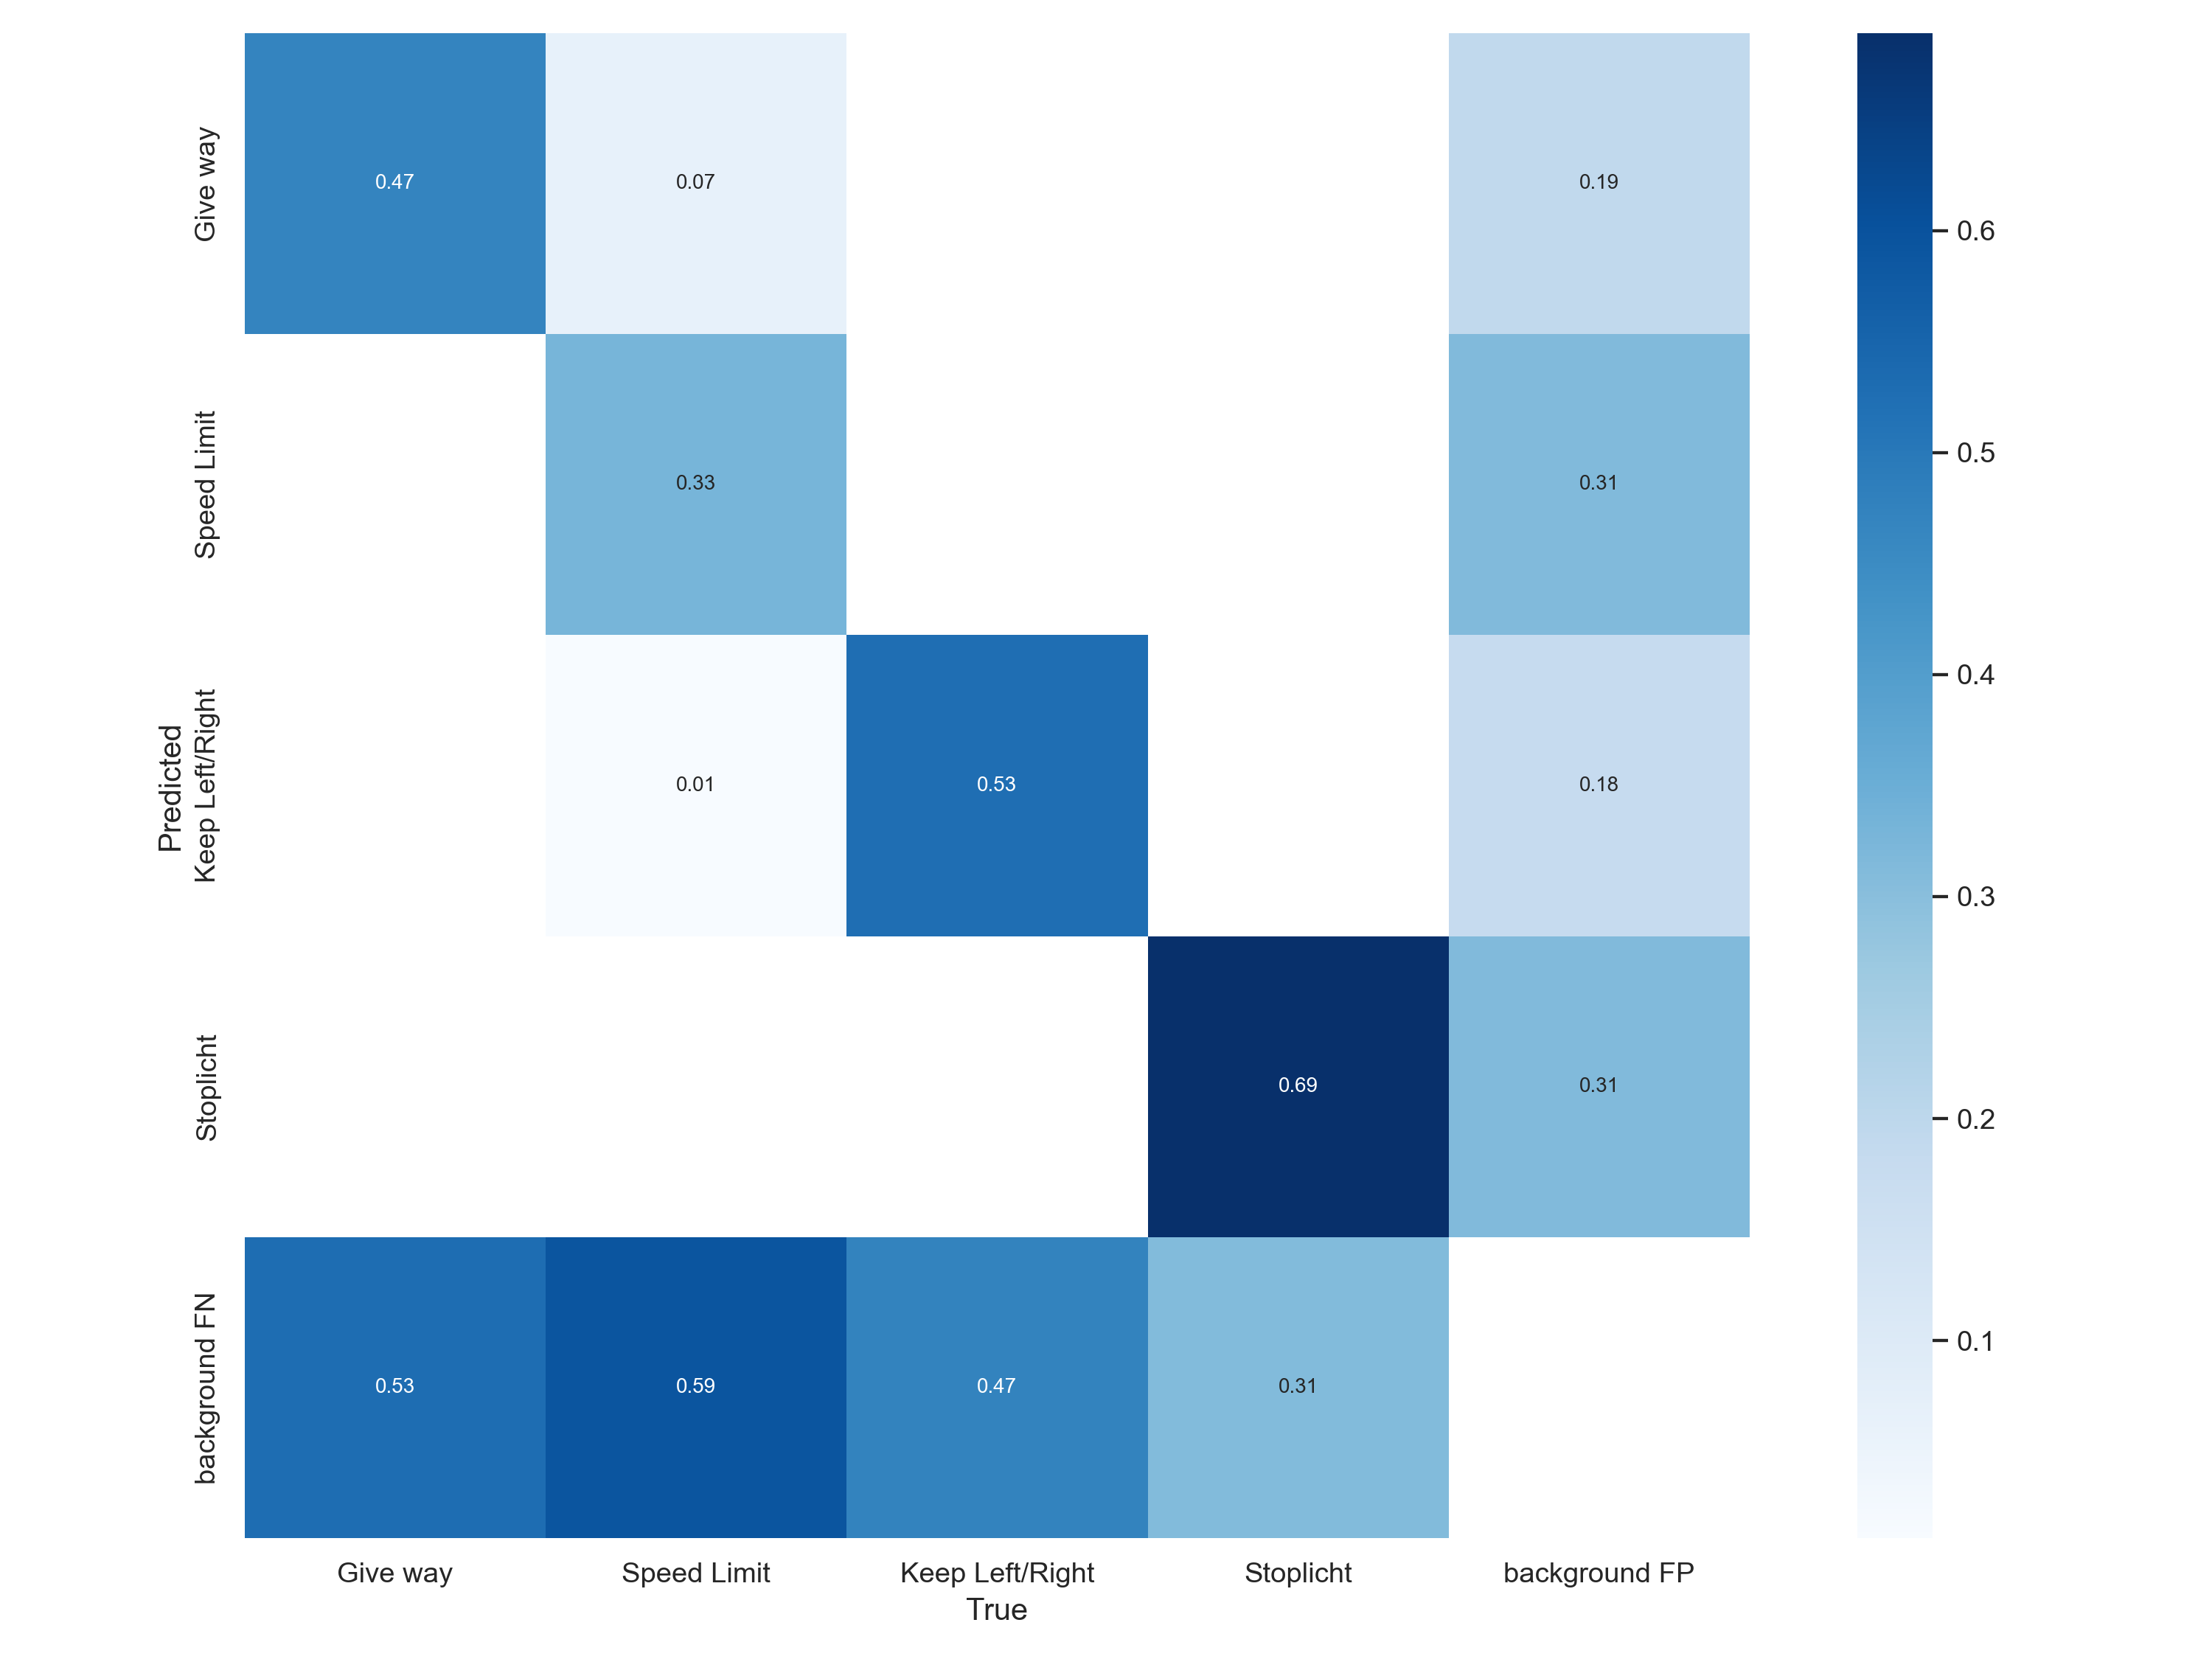 Predicted
Give way
0.47
0.07
0.19
Speed Limit
0.33
0.31
Keep Left/Right
0.01
0.53
0.18
Stoplicht
0.69
0.31
background FN
0.53
0.59
0.47
0.31
Give way
Speed Limit
Keep Left/Right
Stoplicht
background FP
True
0.6
0.5
0.4
0.3
0.2
0.1